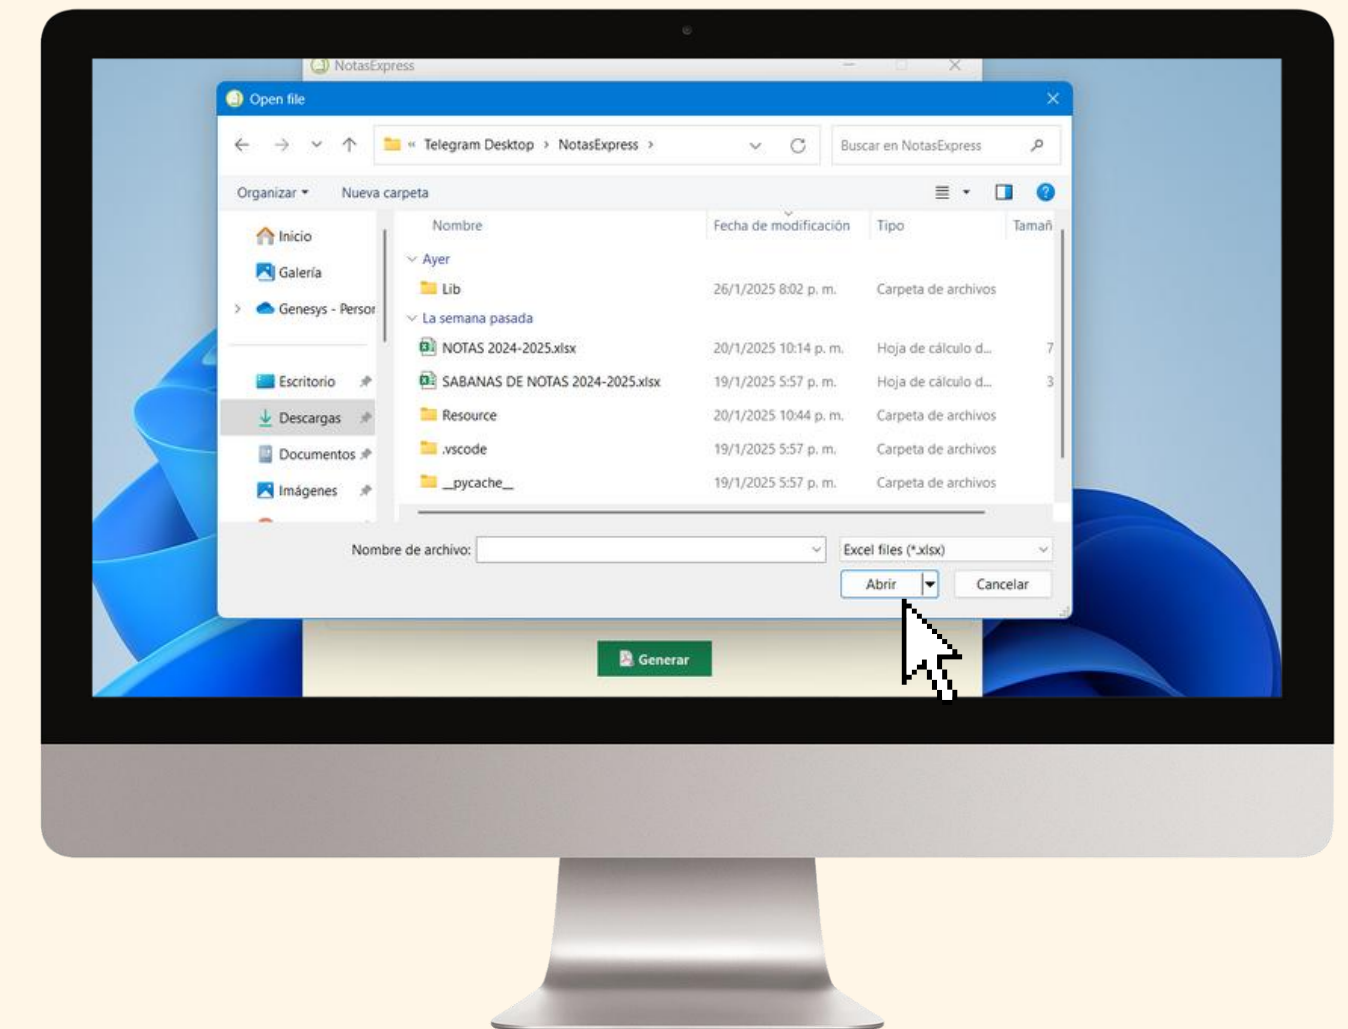 NotasExpress
Open file
« Telegram Desktop > NotasExpress >
Buscar en NotasExpress
Organizar
Nueva carpeta
Nombre
Fecha de modificación
Tipo
Tamañ
Inicio
Galería
Genesys - Person
Escritorio
Descargas
Documentos
Imágenes
Ayer
Lib 26/1/2025 8:02 p. m. Carpeta de archivos
La semana pasada
NOTAS 2024-2025.xlsx 20/1/2025 10:14 p. m. Hoja de cálculo d... 7
SABANAS DE NOTAS 2024-2025.xlsx 19/1/2025 5:57 p. m. Hoja de cálculo d... 3
Resource 20/1/2025 10:44 p. m. Carpeta de archivos
.vscode 19/1/2025 5:57 p. m. Carpeta de archivos
__pycache__ 19/1/2025 5:57 p. m. Carpeta de archivos
Nombre de archivo:
Excel files (*.xlsx)
Abrir
Cancelar
Generar